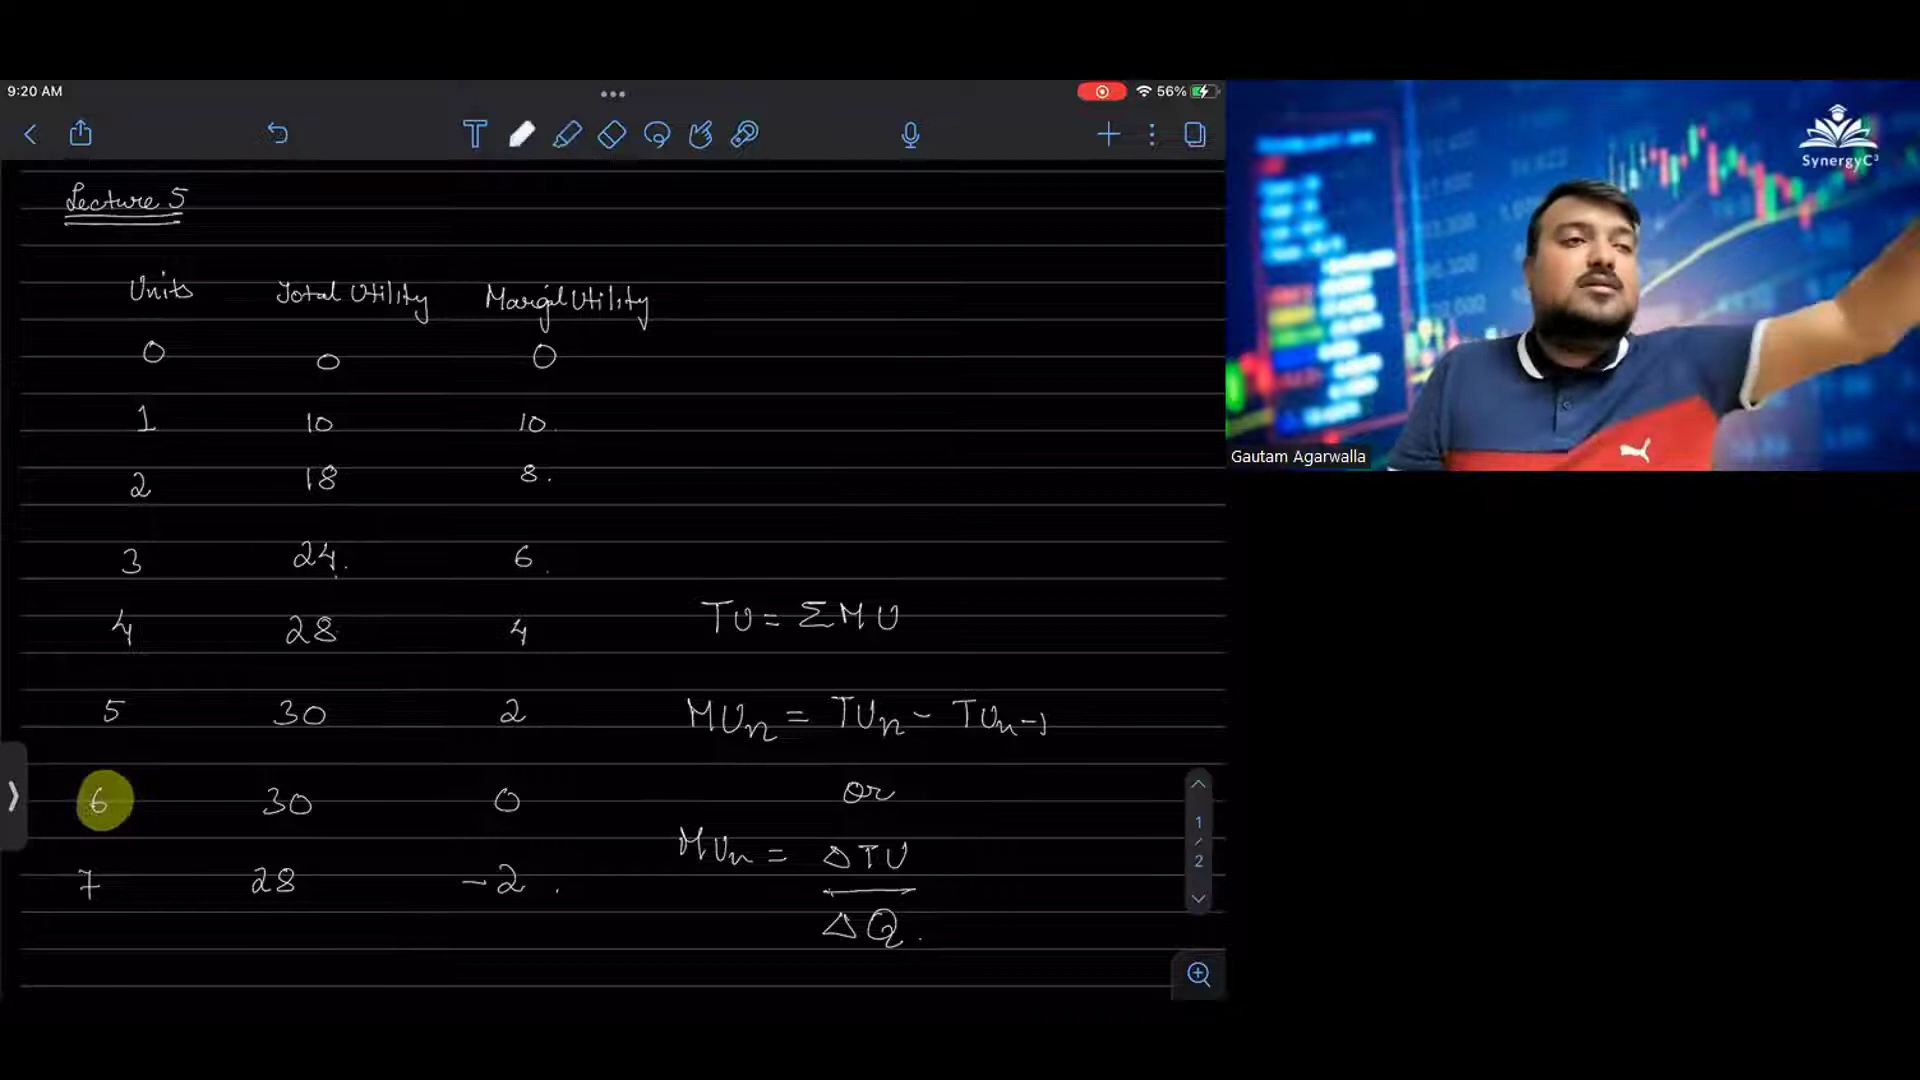 9:20 AM
56%
SynergyC³
Lecture 5
Units Total Utility Margil Utility
0 0 0
1 10 10.
2 18 8.
3 24. 6.
4 28 4
TU = ΣMU
5 30 2
MUn = TUn - TUn-1
6 30 0
or
7 28 -2.
MUn = ΔTU
ΔQ.
1
/
2
Gautam Agarwalla